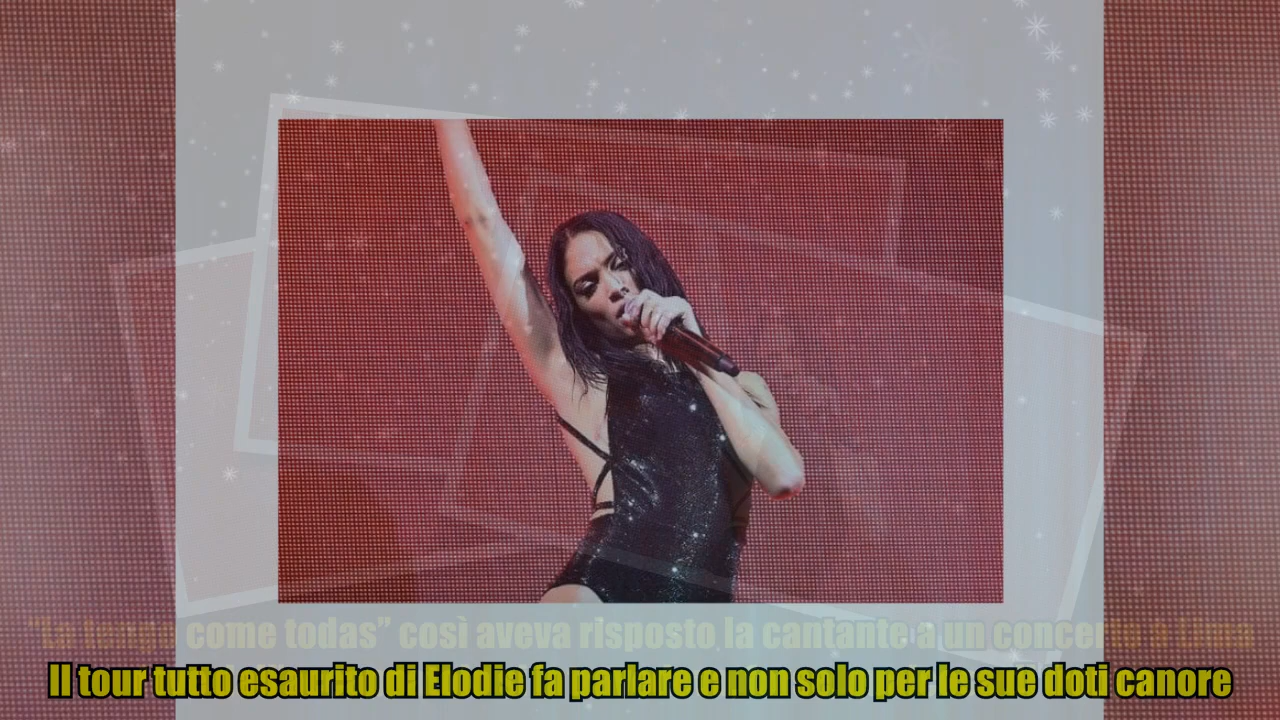 “La tengo come todas” così aveva risposto la cantante a un concerto a Lima
Il tour tutto esaurito di Elodie fa parlare e non solo per le sue doti canore